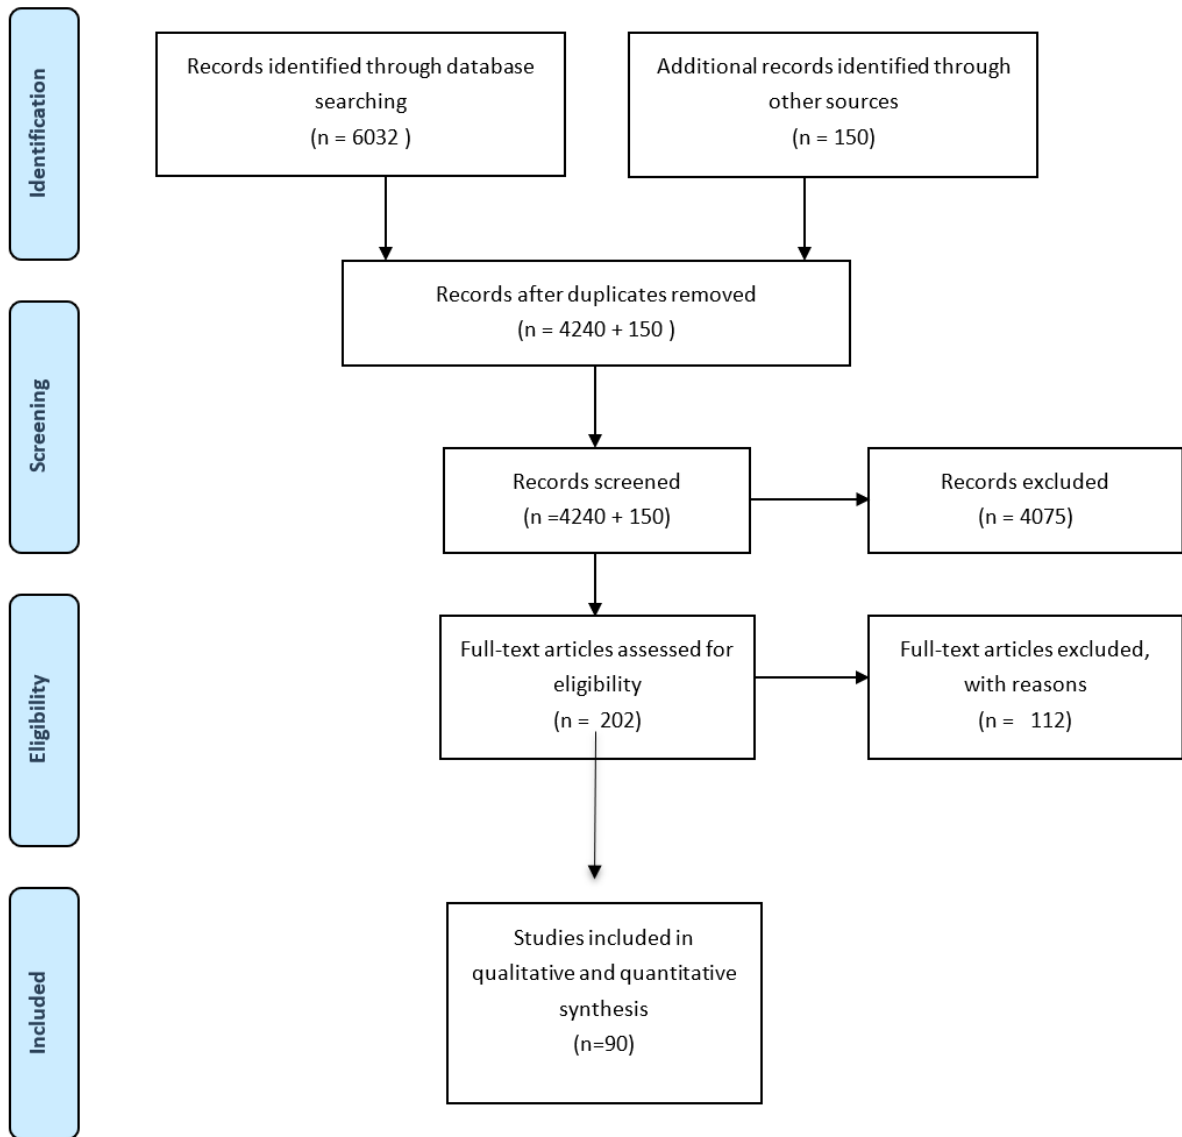 Identification
Records identified through database
searching
(n = 6032 )
Additional records identified through
other sources
(n = 150)
Records after duplicates removed
(n = 4240 + 150 )
Screening
Records screened
(n =4240 + 150)
Records excluded
(n = 4075)
Eligibility
Full-text articles assessed for
eligibility
(n =  202)
Full-text articles excluded,
with reasons
(n =   112)
Included
Studies included in
qualitative and quantitative
synthesis
(n=90)